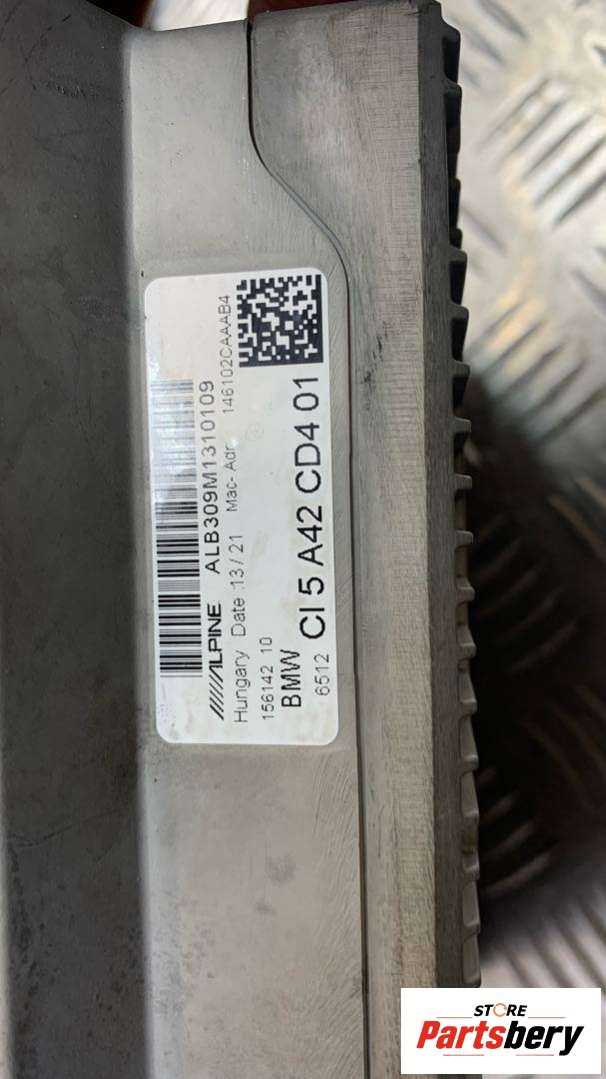 ALPINE ALB309M1310109
Hungary Date :13/21 Mac- Adr. 146102CAAAB4
156142 10
BMW
6512 CI 5 A42 CD4 01
STORE
Partsbery